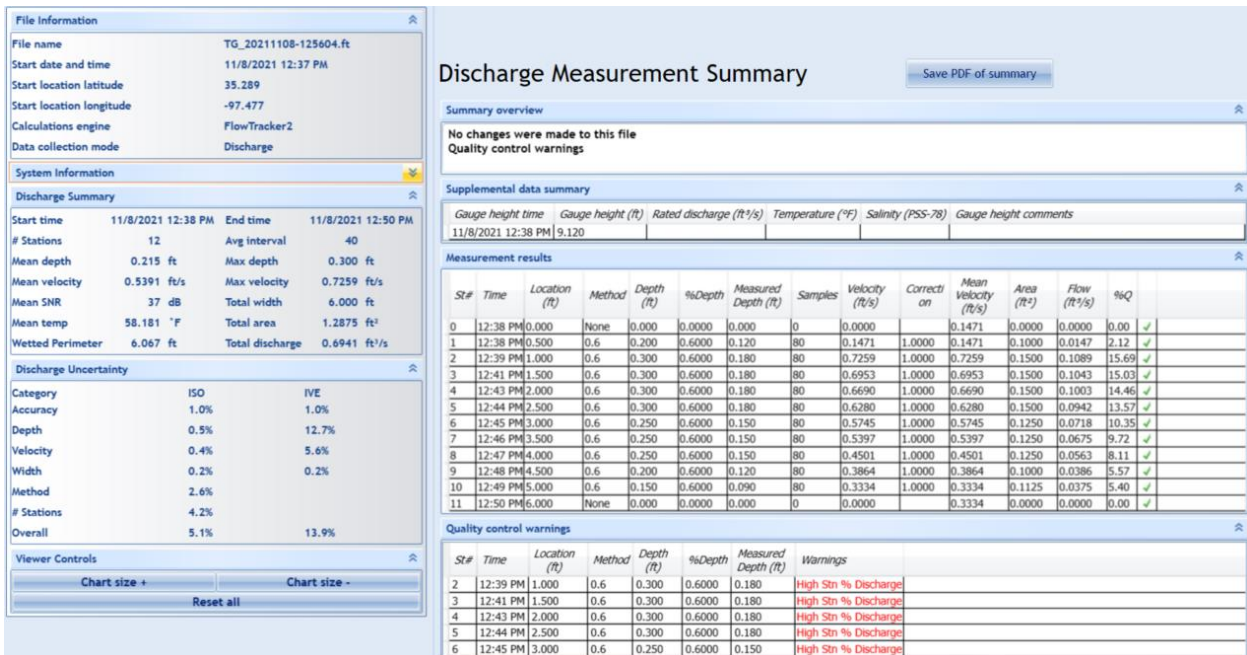 File Information
File name TG_20211108-125604.ft
Start date and time 11/8/2021 12:37 PM
Start location latitude 35.289
Start location longitude -97.477
Calculations engine FlowTracker2
Data collection mode Discharge
System Information
Discharge Summary
Start time 11/8/2021 12:38 PM End time 11/8/2021 12:50 PM
# Stations 12 Avg interval 40
Mean depth 0.215 ft Max depth 0.300 ft
Mean velocity 0.5391 ft/s Max velocity 0.7259 ft/s
Mean SNR 37 dB Total width 6.000 ft
Mean temp 58.181 °F Total area 1.2875 ft²
Wetted Perimeter 6.067 ft Total discharge 0.6941 ft³/s
Discharge Uncertainty
Category ISO IVE
Accuracy 1.0% 1.0%
Depth 0.5% 12.7%
Velocity 0.4% 5.6%
Width 0.2% 0.2%
Method 2.6%
# Stations 4.2%
Overall 5.1% 13.9%
Viewer Controls
Chart size + Chart size -
Reset all
Discharge Measurement Summary Save PDF of summary
Summary overview
No changes were made to this file
Quality control warnings
Supplemental data summary
Gauge height time Gauge height (ft) Rated discharge (ft³/s) Temperature (°F) Salinity (PSS-78) Gauge height comments
11/8/2021 12:38 PM 9.120
Measurement results
St# Time Location (ft) Method Depth (ft) %Depth Measured Depth (ft) Samples Velocity (ft/s) Correcti on Mean Velocity (ft/s) Area (ft²) Flow (ft³/s) %Q
0 12:38 PM 0.000 None 0.000 0.0000 0.000 0 0.0000 0.1471 0.0000 0.0000 0.00 ✓
1 12:38 PM 0.500 0.6 0.200 0.6000 0.120 80 0.1471 1.0000 0.1471 0.1000 0.0147 2.12 ✓
2 12:39 PM 1.000 0.6 0.300 0.6000 0.180 80 0.7259 1.0000 0.7259 0.1500 0.1089 15.69 ✓
3 12:41 PM 1.500 0.6 0.300 0.6000 0.180 80 0.6953 1.0000 0.6953 0.1500 0.1043 15.03 ✓
4 12:43 PM 2.000 0.6 0.300 0.6000 0.180 80 0.6690 1.0000 0.6690 0.1500 0.1003 14.46 ✓
5 12:44 PM 2.500 0.6 0.300 0.6000 0.180 80 0.6280 1.0000 0.6280 0.1500 0.0942 13.57 ✓
6 12:45 PM 3.000 0.6 0.250 0.6000 0.150 80 0.5745 1.0000 0.5745 0.1250 0.0718 10.35 ✓
7 12:46 PM 3.500 0.6 0.250 0.6000 0.150 80 0.5397 1.0000 0.5397 0.1250 0.0675 9.72 ✓
8 12:47 PM 4.000 0.6 0.250 0.6000 0.150 80 0.4501 1.0000 0.4501 0.1250 0.0563 8.11 ✓
9 12:48 PM 4.500 0.6 0.200 0.6000 0.120 80 0.3864 1.0000 0.3864 0.1000 0.0386 5.57 ✓
10 12:49 PM 5.000 0.6 0.150 0.6000 0.090 80 0.3334 1.0000 0.3334 0.1125 0.0375 5.40 ✓
11 12:50 PM 6.000 None 0.000 0.0000 0.000 0 0.0000 0.3334 0.0000 0.0000 0.00 ✓
Quality control warnings
St# Time Location (ft) Method Depth (ft) %Depth Measured Depth (ft) Warnings
2 12:39 PM 1.000 0.6 0.300 0.6000 0.180 High Stn % Discharge
3 12:41 PM 1.500 0.6 0.300 0.6000 0.180 High Stn % Discharge
4 12:43 PM 2.000 0.6 0.300 0.6000 0.180 High Stn % Discharge
5 12:44 PM 2.500 0.6 0.300 0.6000 0.180 High Stn % Discharge
6 12:45 PM 3.000 0.6 0.250 0.6000 0.150 High Stn % Discharge